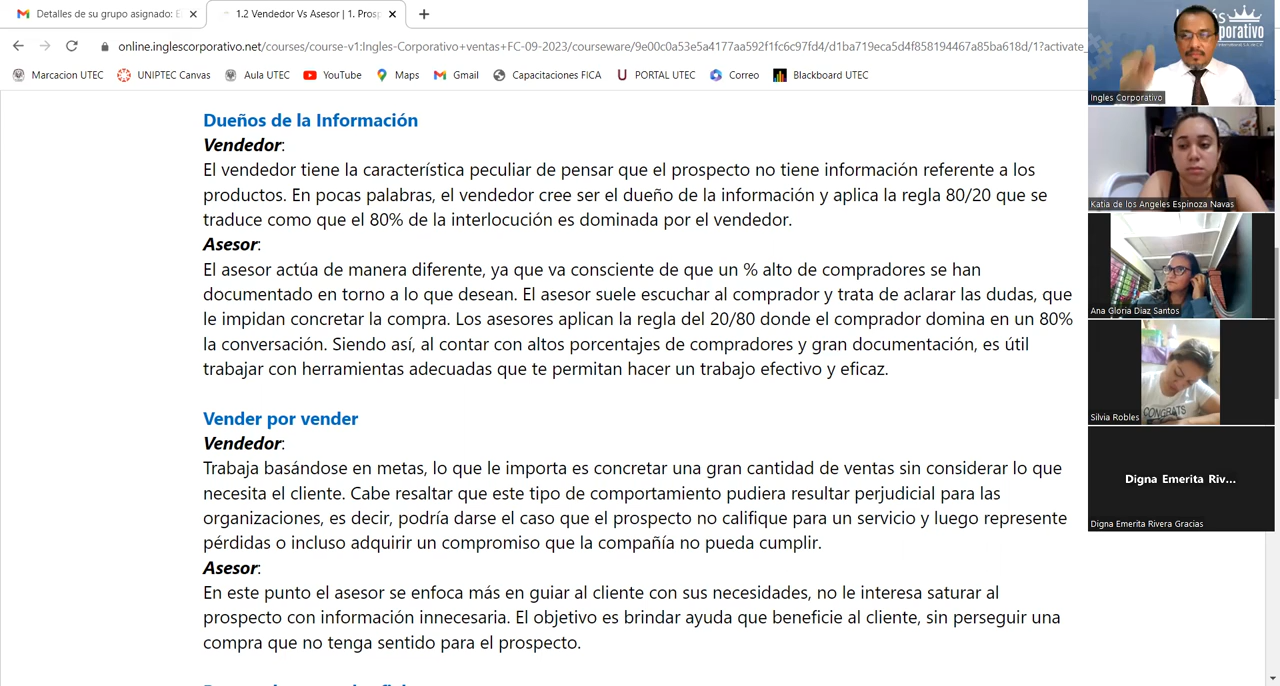 Detalles de su grupo asignado: E
1.2 Vendedor Vs Asesor | 1. Prosp
online.inglescorporativo.net/courses/course-v1:Ingles-Corporativo+ventas+FC-09-2023/courseware/9e00c0a53e5a4177aa592f1fc6c97fd4/d1ba719eca5d4f858194467a85ba618d/1?activate_
Marcacion UTEC
UNIPTEC Canvas
Aula UTEC
YouTube
Maps
Gmail
Capacitaciones FICA
PORTAL UTEC
Correo
Blackboard UTEC
Dueños de la Información
Vendedor:
El vendedor tiene la característica peculiar de pensar que el prospecto no tiene información referente a los
productos. En pocas palabras, el vendedor cree ser el dueño de la información y aplica la regla 80/20 que se
traduce como que el 80% de la interlocución es dominada por el vendedor.
Asesor:
El asesor actúa de manera diferente, ya que va consciente de que un % alto de compradores se han
documentado en torno a lo que desean. El asesor suele escuchar al comprador y trata de aclarar las dudas, que
le impidan concretar la compra. Los asesores aplican la regla del 20/80 donde el comprador domina en un 80%
la conversación. Siendo así, al contar con altos porcentajes de compradores y gran documentación, es útil
trabajar con herramientas adecuadas que te permitan hacer un trabajo efectivo y eficaz.
Vender por vender
Vendedor:
Trabaja basándose en metas, lo que le importa es concretar una gran cantidad de ventas sin considerar lo que
necesita el cliente. Cabe resaltar que este tipo de comportamiento pudiera resultar perjudicial para las
organizaciones, es decir, podría darse el caso que el prospecto no califique para un servicio y luego represente
pérdidas o incluso adquirir un compromiso que la compañía no pueda cumplir.
Asesor:
En este punto el asesor se enfoca más en guiar al cliente con sus necesidades, no le interesa saturar al
prospecto con información innecesaria. El objetivo es brindar ayuda que beneficie al cliente, sin perseguir una
compra que no tenga sentido para el prospecto.
Ingles Corporativo
Katia de los Angeles Espinoza Navas
Ana Gloria Diaz Santos
CONGRATS
Silvia Robles
Digna Emerita Riv...
Digna Emerita Rivera Gracias